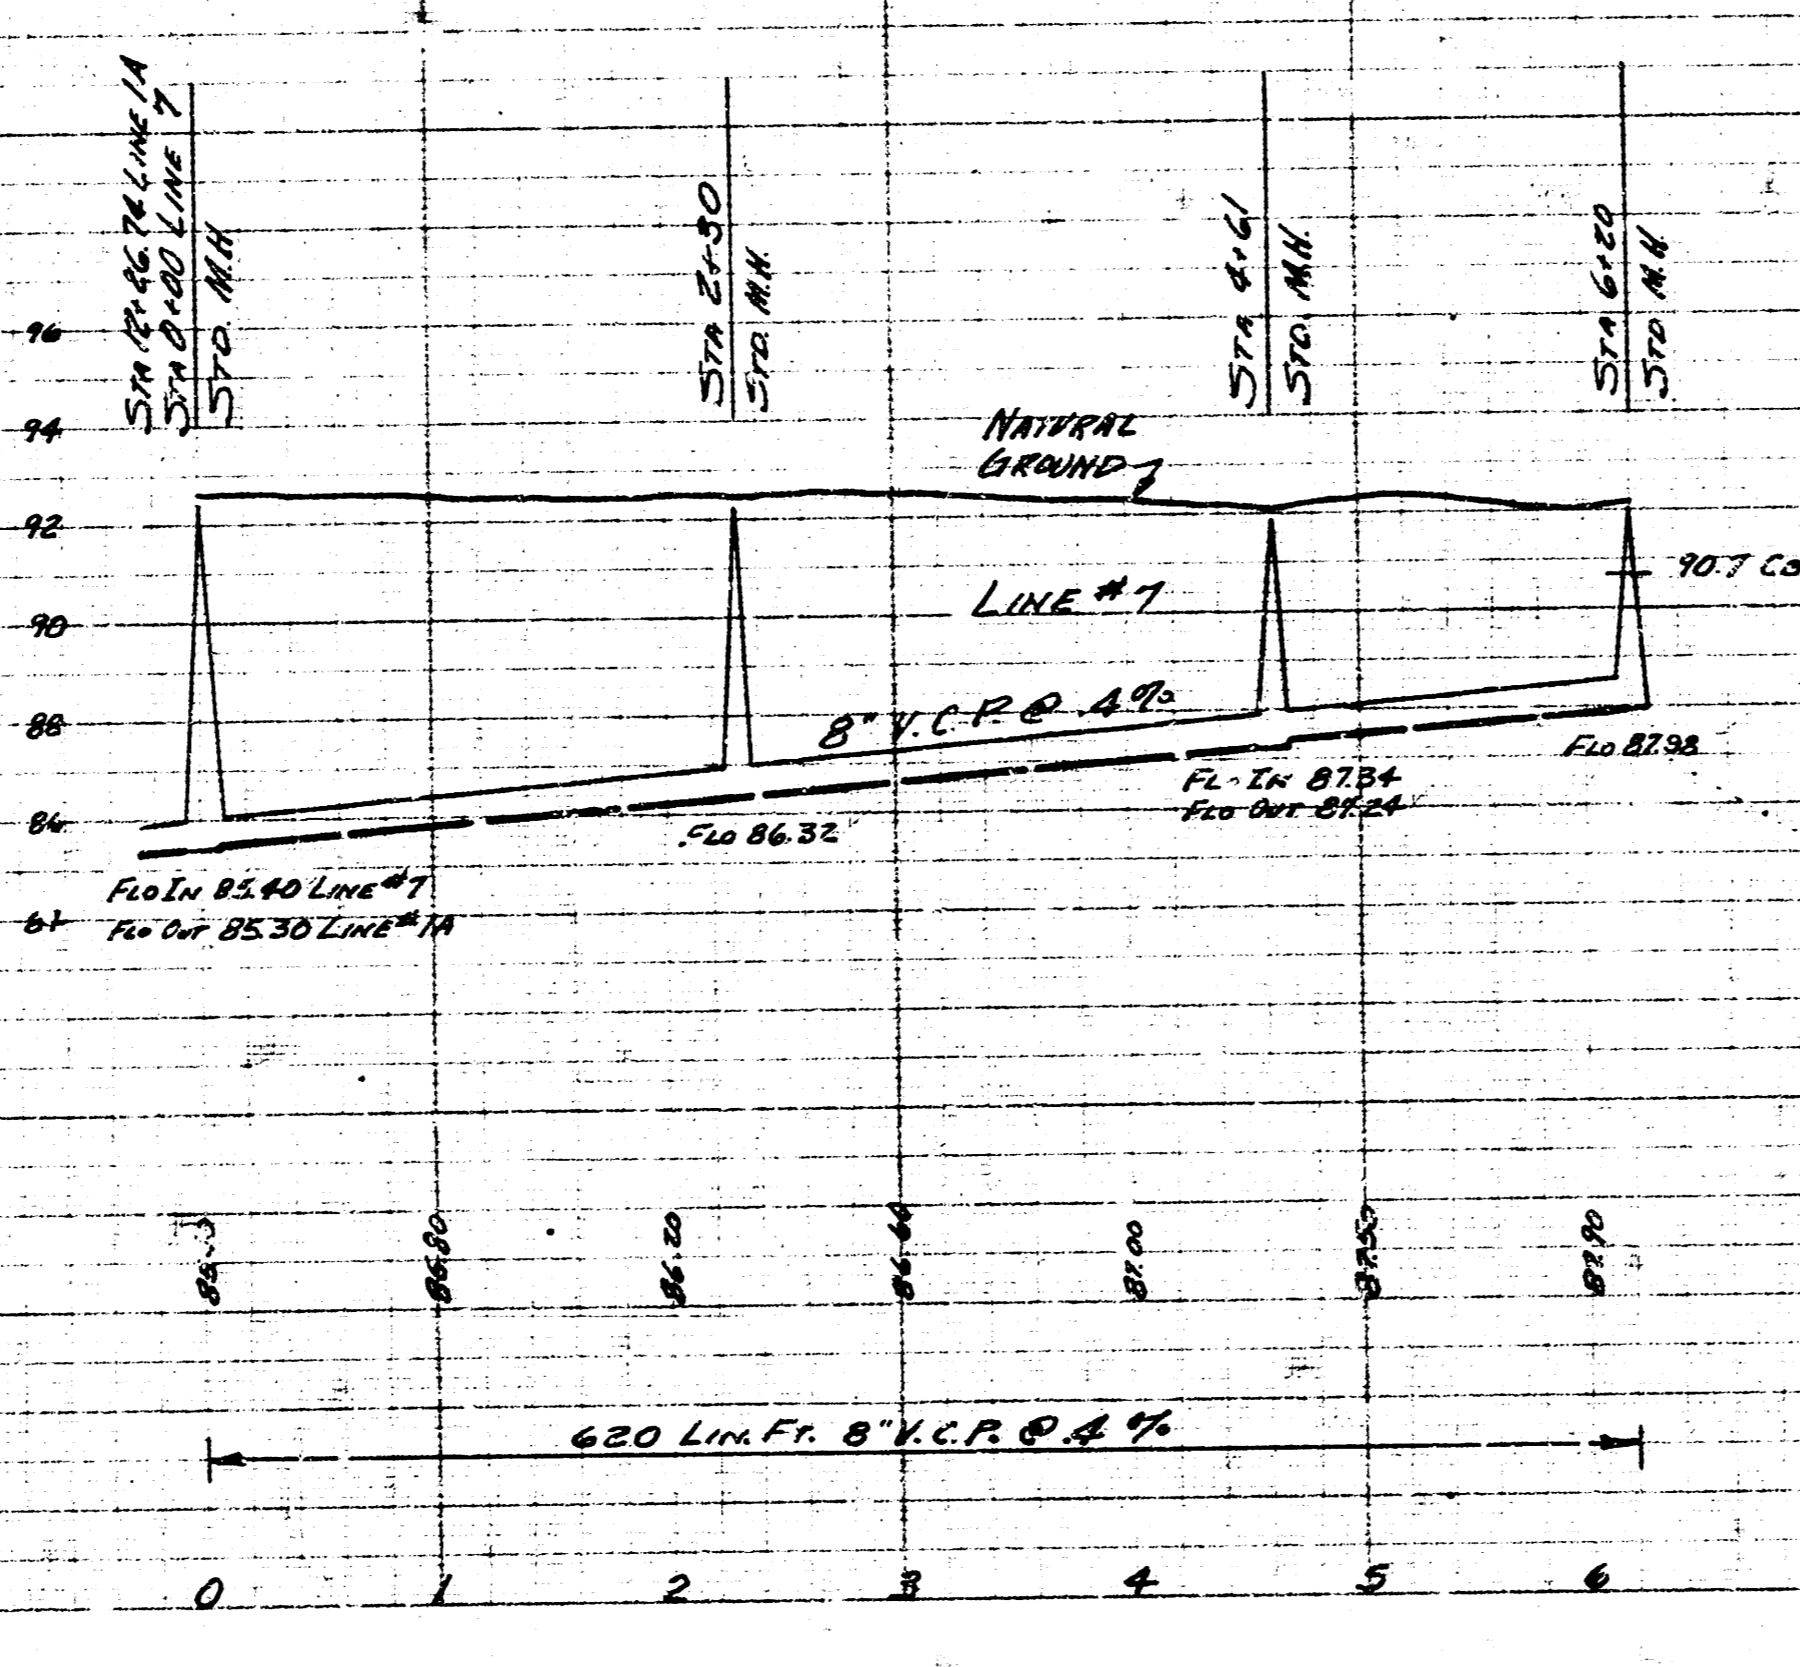 STA 12+86.74 LINE 1A
STA 0+00 LINE 7
STD. M.H.
STA 2+30
STD. M.H.
STA 4+61
STD. M.H.
STA 6+20
STD. M.H.
96
94
NATURAL
GROUND
92
90.7
LINE #7
90
8" V.C.P. @ .4%
88
FLO 87.98
FL IN 87.34
FLO OUT 87.24
86
FLO 86.32
FLO IN 85.40 LINE #7
FLO OUT 85.30 LINE #1A
86.20
86.60
87.00
87.50
87.90
620 LIN. FT. 8" V.C.P. @ .4 %
0 1 2 3 4 5 6